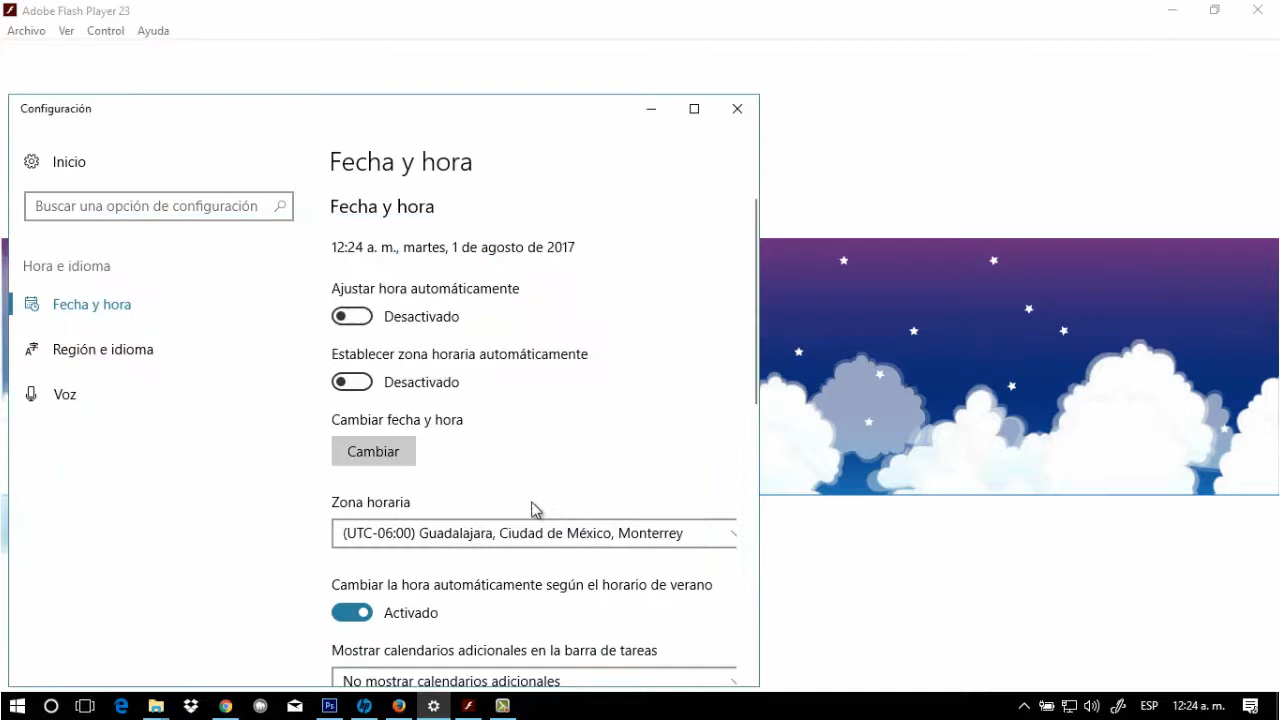 Adobe Flash Player 23
Archivo Ver Control Ayuda
Configuración
Inicio
Buscar una opción de configuración
Hora e idioma
Fecha y hora
Región e idioma
Voz
Fecha y hora
Fecha y hora
12:24 a. m., martes, 1 de agosto de 2017
Ajustar hora automáticamente
Desactivado
Establecer zona horaria automáticamente
Desactivado
Cambiar fecha y hora
Cambiar
Zona horaria
(UTC-06:00) Guadalajara, Ciudad de México, Monterrey
Cambiar la hora automáticamente según el horario de verano
Activado
Mostrar calendarios adicionales en la barra de tareas
No mostrar calendarios adicionales
Ps
hp
ESP 12:24 a. m.